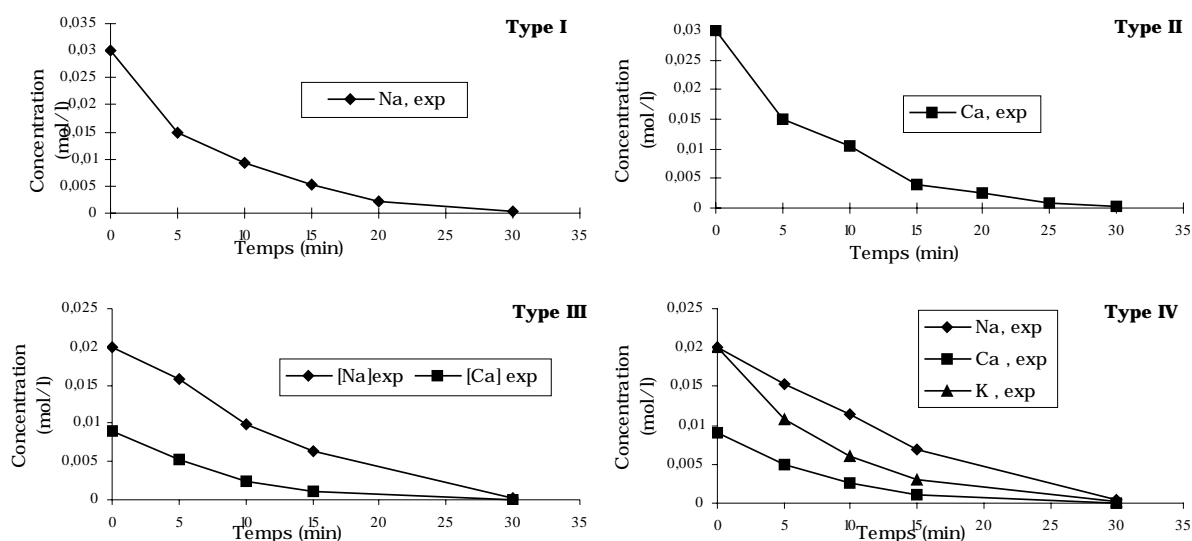 Type I
Concentration
(mol/l)
0,035
0,03
0,025
0,02
0,015
0,01
0,005
0
Na, exp
0 5 10 15 20 25 30 35
Temps (min)
Type II
Concentration
(mol/l)
0,03
0,025
0,02
0,015
0,01
0,005
0
Ca, exp
0 5 10 15 20 25 30 35
Temps (min)
Type III
Concentration
(mol/l)
0,025
0,02
0,015
0,01
0,005
0
[Na]exp [Ca] exp
0 5 10 15 20 25 30 35
Temps (min)
Type IV
Concentration
(mol/l)
0,025
0,02
0,015
0,01
0,005
0
Na, exp
Ca , exp
K , exp
0 5 10 15 20 25 30 35
Temps (min)